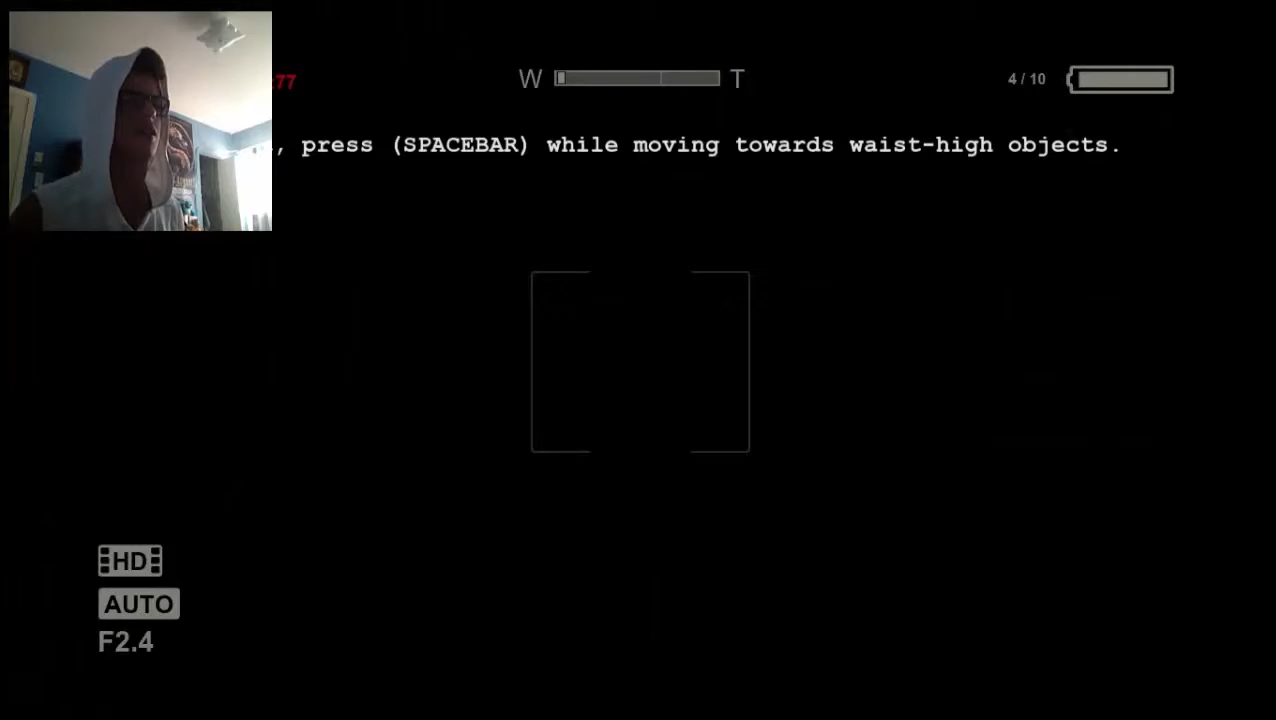 .77 W T 4/10
, press (SPACEBAR) while moving towards waist-high objects.
HD
AUTO
F2.4